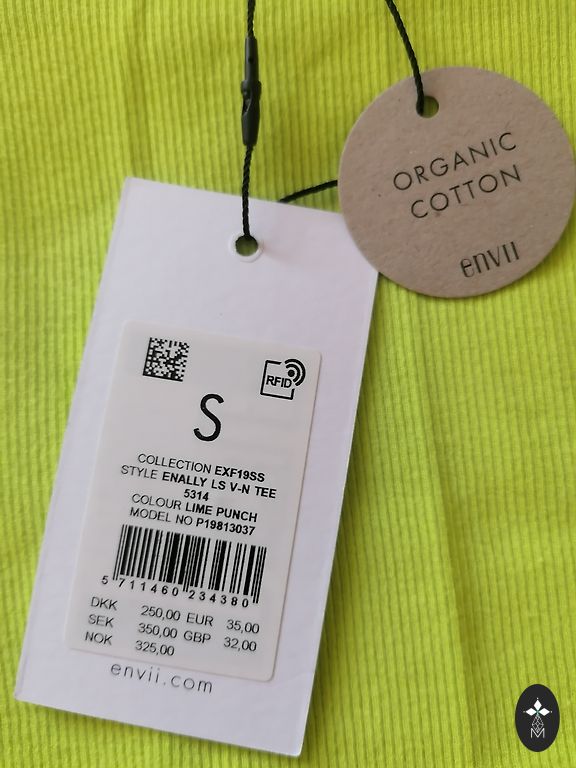 ORGANIC
COTTON
envii
RFID
S
COLLECTION EXF19SS
STYLE ENALLY LS V-N TEE
5314
COLOUR LIME PUNCH
MODEL NO P19813037
5 711460 234380
DKK 250,00 EUR 35,00
SEK 350,00 GBP 32,00
NOK 325,00
envii.com
M